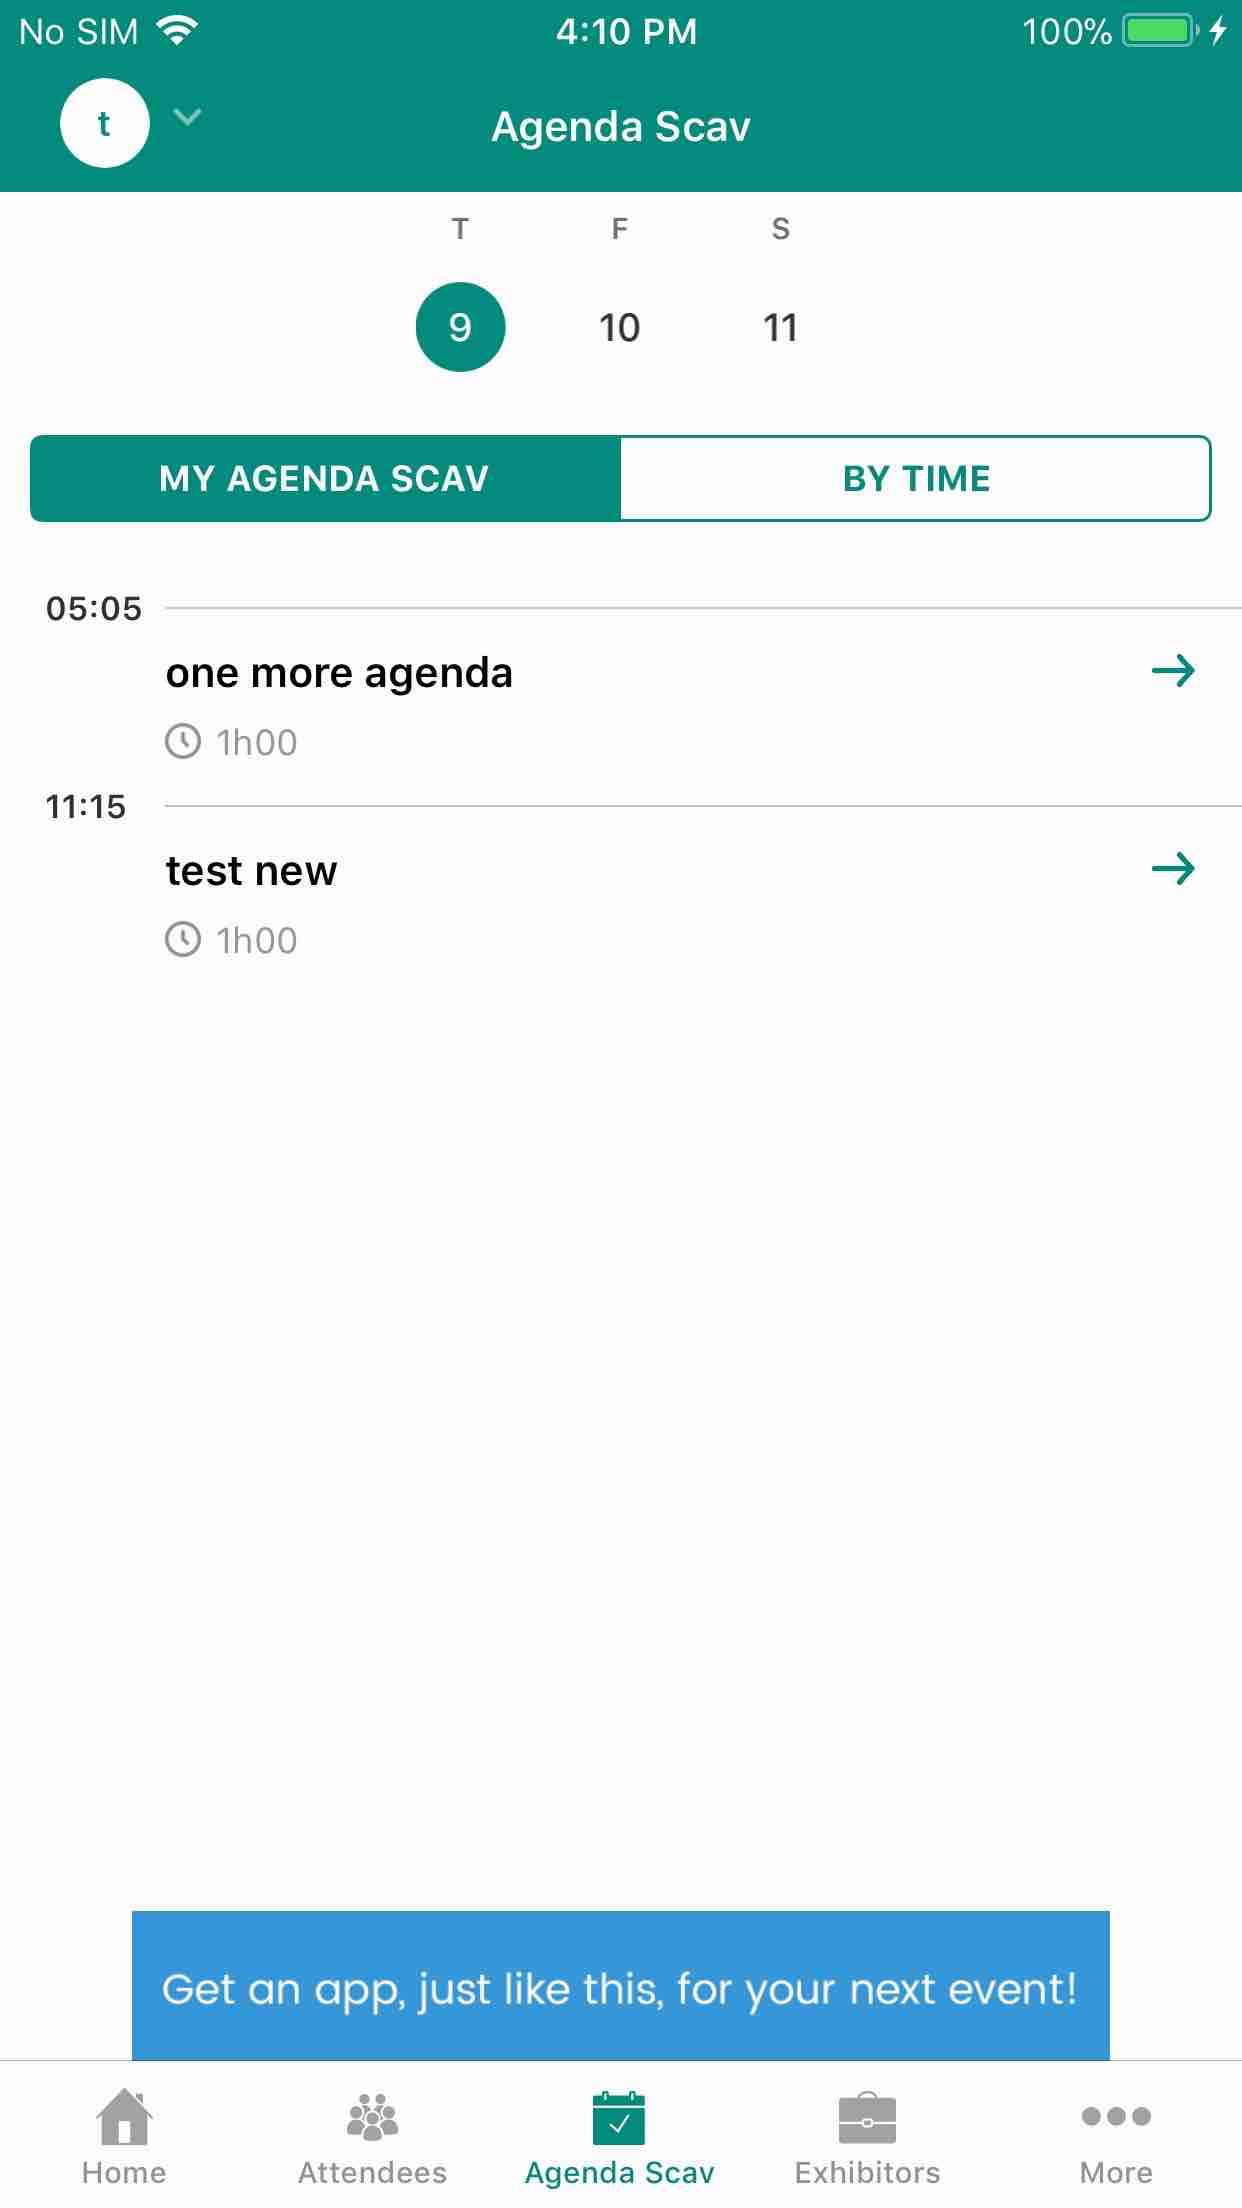 No SIM 4:10 PM 100%
t Agenda Scav
T F S
9 10 11
MY AGENDA SCAV BY TIME
05:05
one more agenda
1h00
11:15
test new
1h00
Get an app, just like this, for your next event!
Home Attendees Agenda Scav Exhibitors More